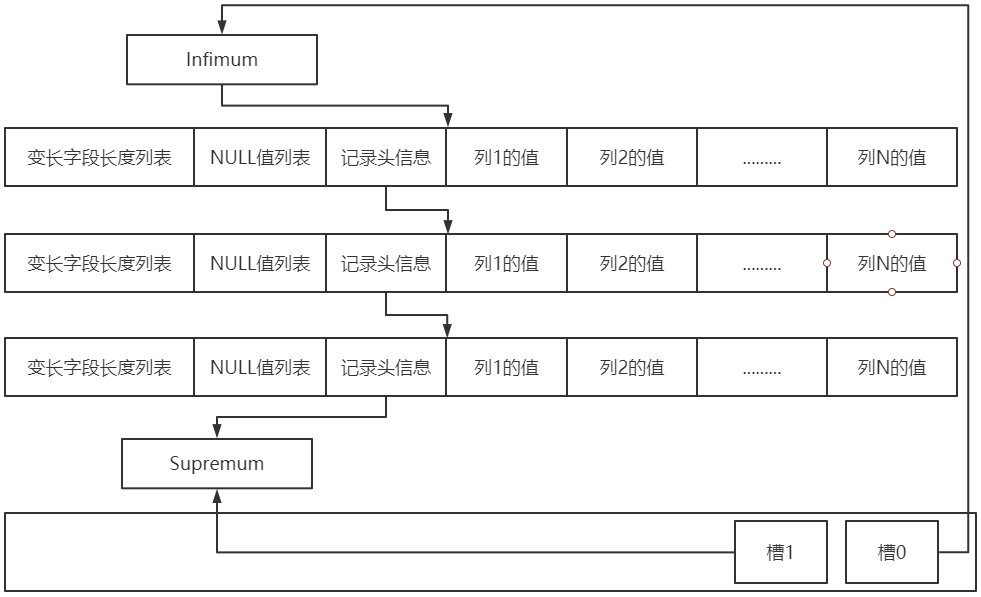 Infimum
变长字段长度列表 NULL值列表 记录头信息 列1的值 列2的值 ......... 列N的值
变长字段长度列表 NULL值列表 记录头信息 列1的值 列2的值 ......... 列N的值
变长字段长度列表 NULL值列表 记录头信息 列1的值 列2的值 ......... 列N的值
Supremum
槽1 槽0